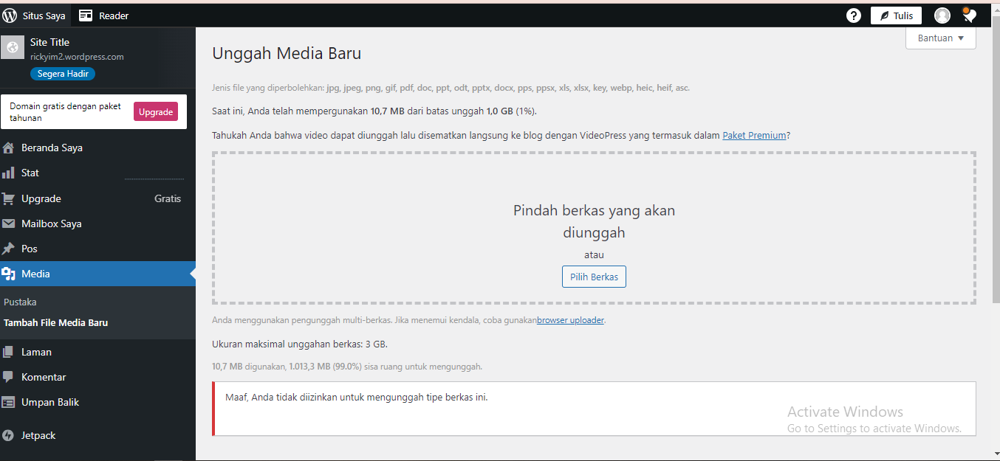 Situs Saya
Reader
Tulis
Site Title
rickyim2.wordpress.com
Segera Hadir
Domain gratis dengan paket
tahunan
Upgrade
Beranda Saya
Stat
Upgrade
Gratis
Mailbox Saya
Pos
Media
Pustaka
Tambah File Media Baru
Laman
Komentar
Umpan Balik
Jetpack
Bantuan ▼
Unggah Media Baru
Jenis file yang diperbolehkan: jpg, jpeg, png, gif, pdf, doc, ppt, odt, pptx, docx, pps, ppsx, xls, xlsx, key, webp, heic, heif, asc.
Saat ini, Anda telah mempergunakan 10,7 MB dari batas unggah 1,0 GB (1%).
Tahukah Anda bahwa video dapat diunggah lalu disematkan langsung ke blog dengan VideoPress yang termasuk dalam Paket Premium?
Pindah berkas yang akan
diunggah
atau
Pilih Berkas
Anda menggunakan pengunggah multi-berkas. Jika menemui kendala, coba gunakanbrowser uploader.
Ukuran maksimal unggahan berkas: 3 GB.
10,7 MB digunakan, 1.013,3 MB (99.0%) sisa ruang untuk mengunggah.
Maaf, Anda tidak diizinkan untuk mengunggah tipe berkas ini.
Activate Windows
Go to Settings to activate Windows.